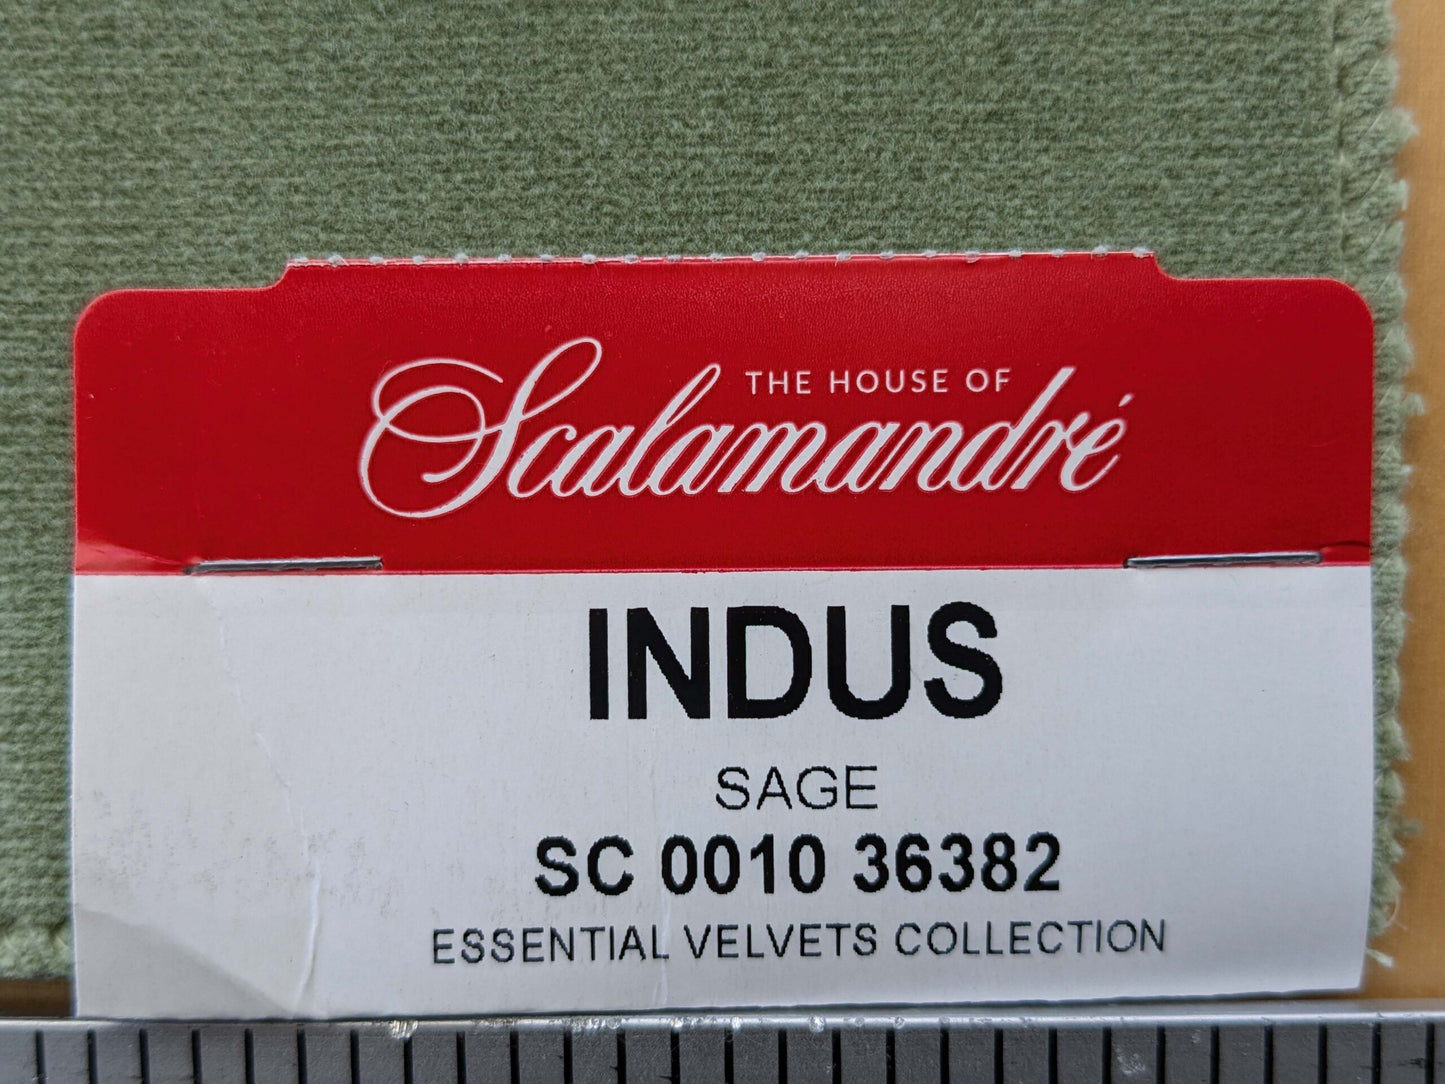 THE HOUSE OF
Scalamandré
INDUS
SAGE
SC 0010 36382
ESSENTIAL VELVETS COLLECTION